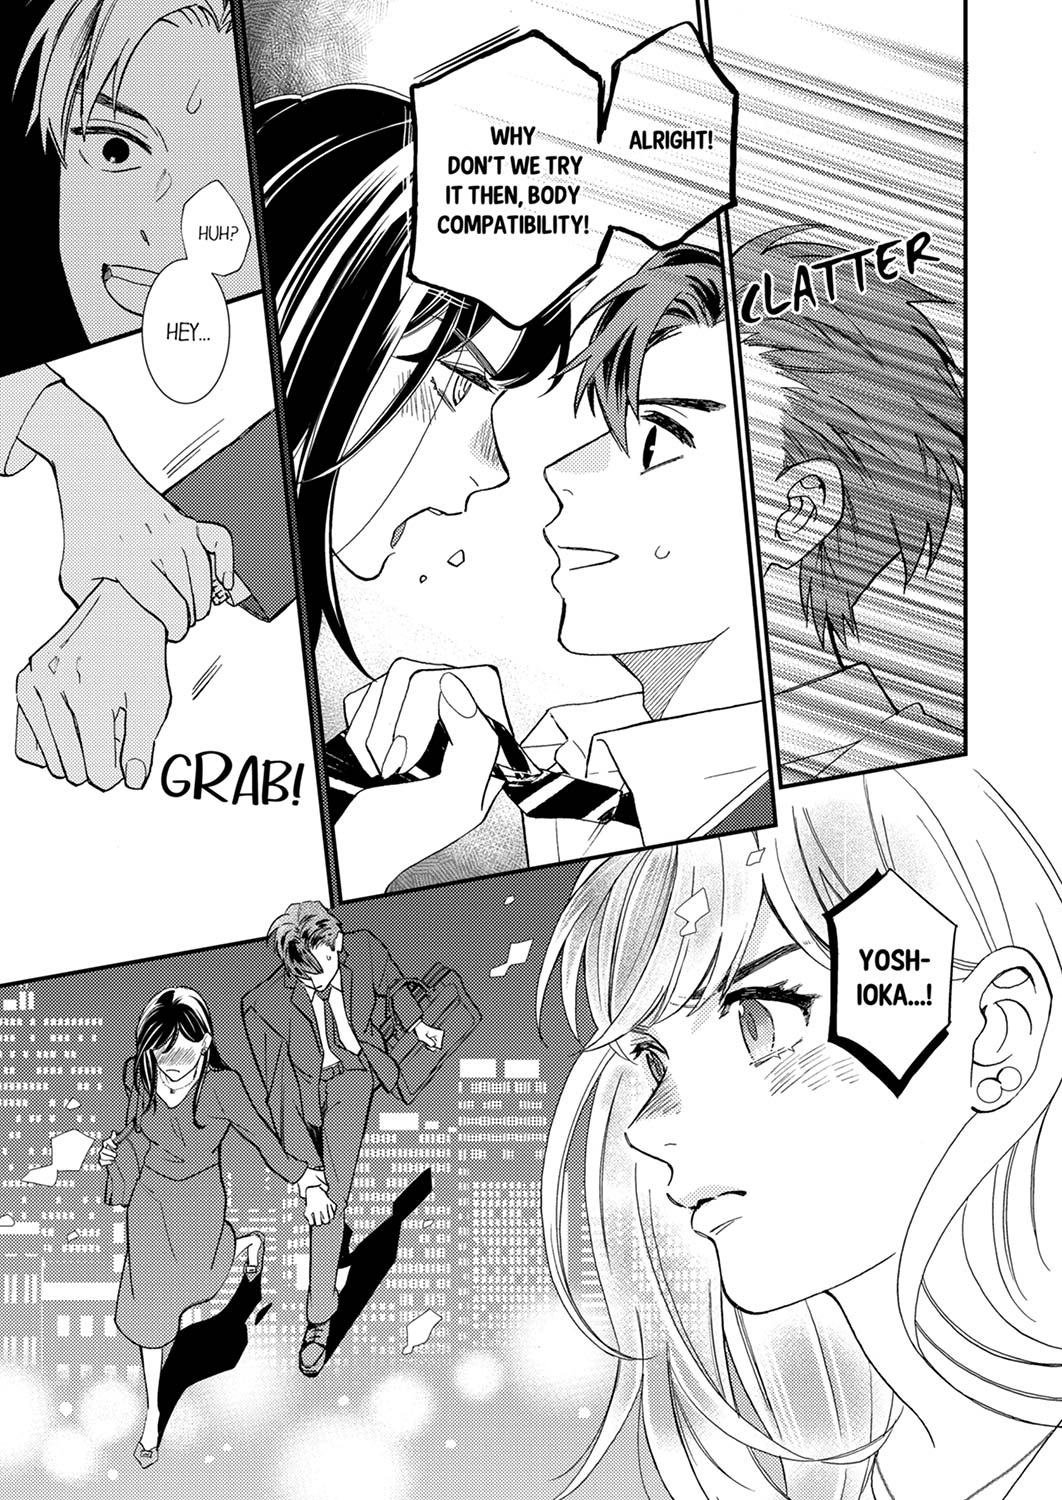 CLATTER
ALRIGHT!
WHY
DON'T WE TRY
IT THEN, BODY
COMPATIBILITY!
HUH?
HEY...
GRAB!
YOSH-
IOKA...!